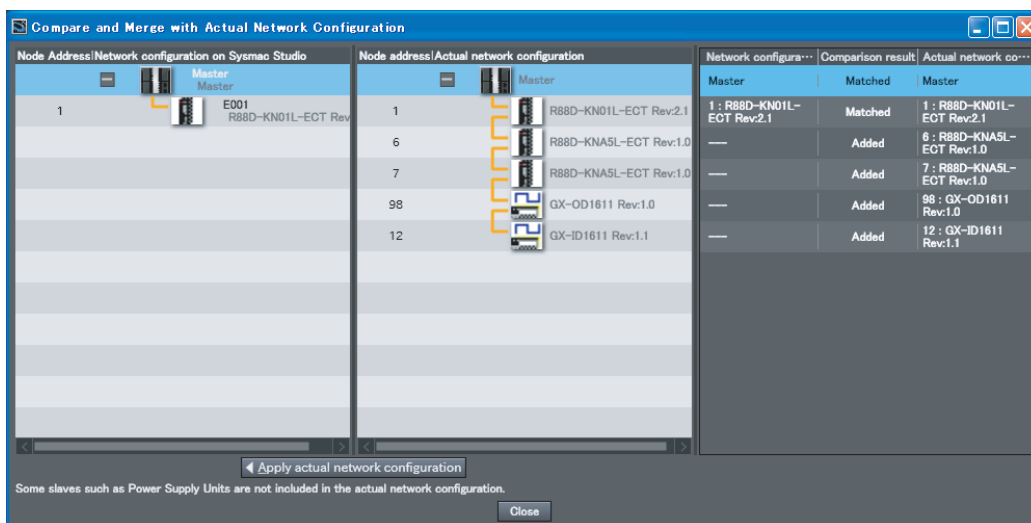 Compare and Merge with Actual Network Configuration
Node Address|Network configuration on Sysmac Studio
Master
Master
1
E001
R88D-KN01L-ECT Rev
Node address|Actual network configuration
Master
1 R88D-KN01L-ECT Rev:2.1
6 R88D-KNA5L-ECT Rev:1.0
7 R88D-KNA5L-ECT Rev:1.0
98 GX-OD1611 Rev:1.0
12 GX-ID1611 Rev:1.1
Network configura··· Comparison result Actual network co···
Master Matched Master
1 : R88D-KN01L-ECT Rev:2.1 Matched 1 : R88D-KN01L-ECT Rev:2.1
--- Added 6 : R88D-KNA5L-ECT Rev:1.0
--- Added 7 : R88D-KNA5L-ECT Rev:1.0
--- Added 98 : GX-OD1611 Rev:1.0
--- Added 12 : GX-ID1611 Rev:1.1
Apply actual network configuration
Some slaves such as Power Supply Units are not included in the actual network configuration.
Close